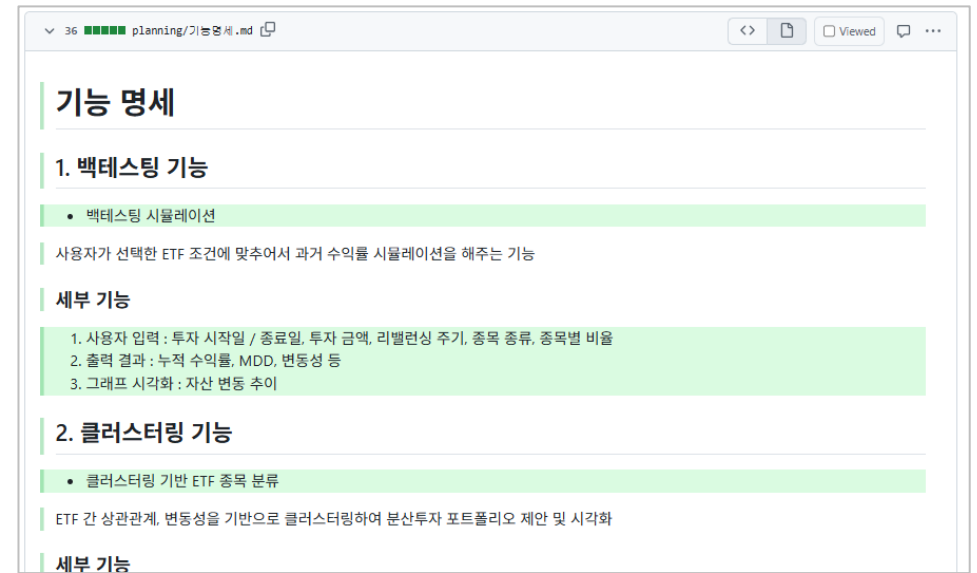 36 planning/기능명세.md
Viewed
기능 명세
1. 백테스팅 기능
백테스팅 시뮬레이션
사용자가 선택한 ETF 조건에 맞추어서 과거 수익률 시뮬레이션을 해주는 기능
세부 기능
1. 사용자 입력 : 투자 시작일 / 종료일, 투자 금액, 리밸런싱 주기, 종목 종류, 종목별 비율
2. 출력 결과 : 누적 수익률, MDD, 변동성 등
3. 그래프 시각화 : 자산 변동 추이
2. 클러스터링 기능
클러스터링 기반 ETF 종목 분류
ETF 간 상관관계, 변동성을 기반으로 클러스터링하여 분산투자 포트폴리오 제안 및 시각화
세부 기능